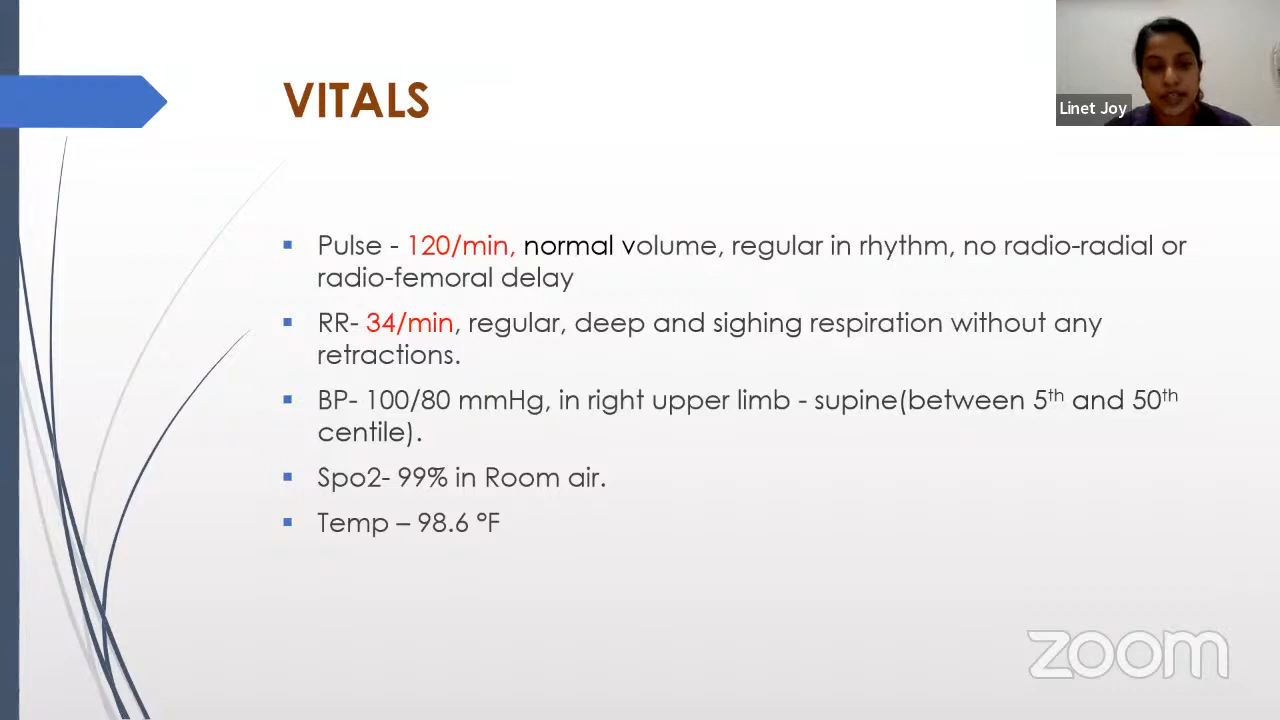 VITALS
Linet Joy
Pulse - 120/min, normal volume, regular in rhythm, no radio-radial or
radio-femoral delay
RR- 34/min, regular, deep and sighing respiration without any
retractions.
BP- 100/80 mmHg, in right upper limb - supine(between 5th and 50th
centile).
Spo2- 99% in Room air.
Temp – 98.6 °F
zoom